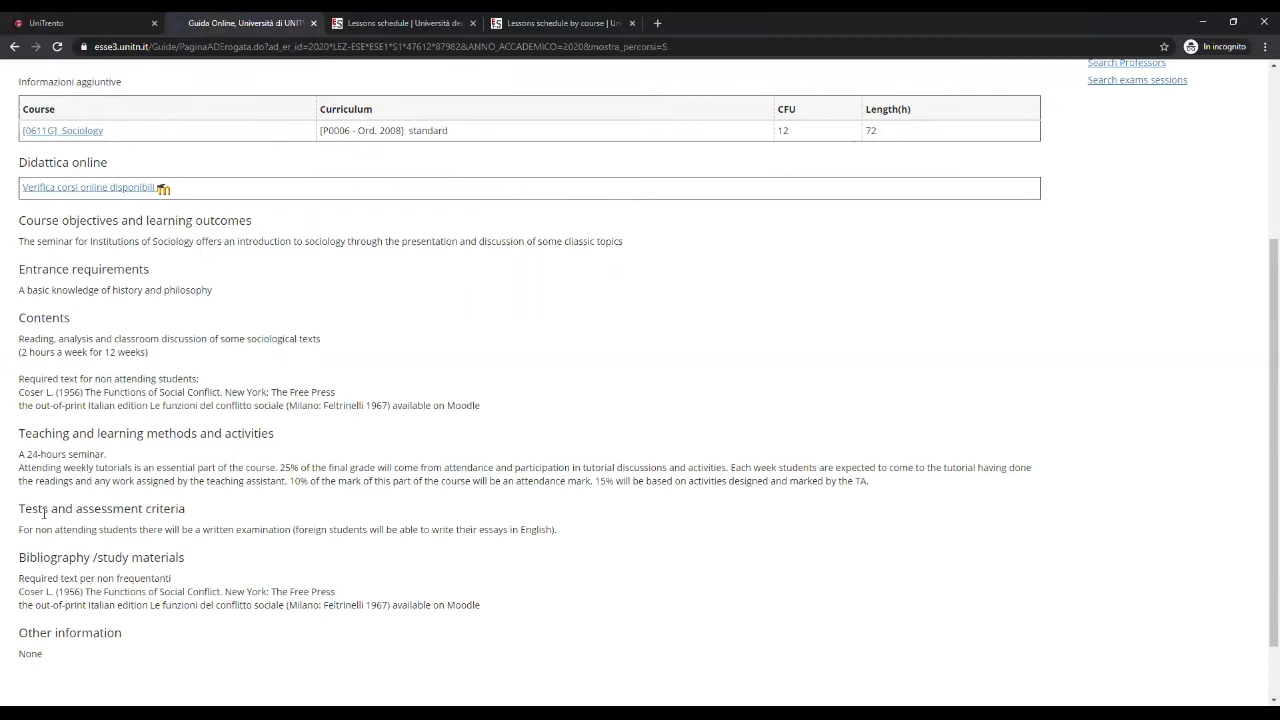 UniTrento
Guida Online, Università di UNIT
Lessons schedule | Università de
Lessons schedule by course | Un
esse3.unitn.it/Guide/PaginaADErogata.do?ad_er_id=2020*LEZ-ESE*ESE1*S1*47612*87982&ANNO_ACCADEMICO=2020&mostra_percorsi=S
In incognito
Search Professors
Informazioni aggiuntive
Search exams sessions
Course Curriculum CFU Length(h)
[0611G] Sociology [P0006 - Ord. 2008] standard 12 72
Didattica online
Verifica corsi online disponibili
Course objectives and learning outcomes
The seminar for Institutions of Sociology offers an introduction to sociology through the presentation and discussion of some classic topics
Entrance requirements
A basic knowledge of history and philosophy
Contents
Reading, analysis and classroom discussion of some sociological texts
(2 hours a week for 12 weeks)
Required text for non attending students:
Coser L. (1956) The Functions of Social Conflict. New York: The Free Press
the out-of-print Italian edition Le funzioni del conflitto sociale (Milano: Feltrinelli 1967) available on Moodle
Teaching and learning methods and activities
A 24-hours seminar.
Attending weekly tutorials is an essential part of the course. 25% of the final grade will come from attendance and participation in tutorial discussions and activities. Each week students are expected to come to the tutorial having done
the readings and any work assigned by the teaching assistant. 10% of the mark of this part of the course will be an attendance mark. 15% will be based on activities designed and marked by the TA.
Tests and assessment criteria
For non attending students there will be a written examination (foreign students will be able to write their essays in English).
Bibliography /study materials
Required text per non frequentanti
Coser L. (1956) The Functions of Social Conflict. New York: The Free Press
the out-of-print Italian edition Le funzioni del conflitto sociale (Milano: Feltrinelli 1967) available on Moodle
Other information
None